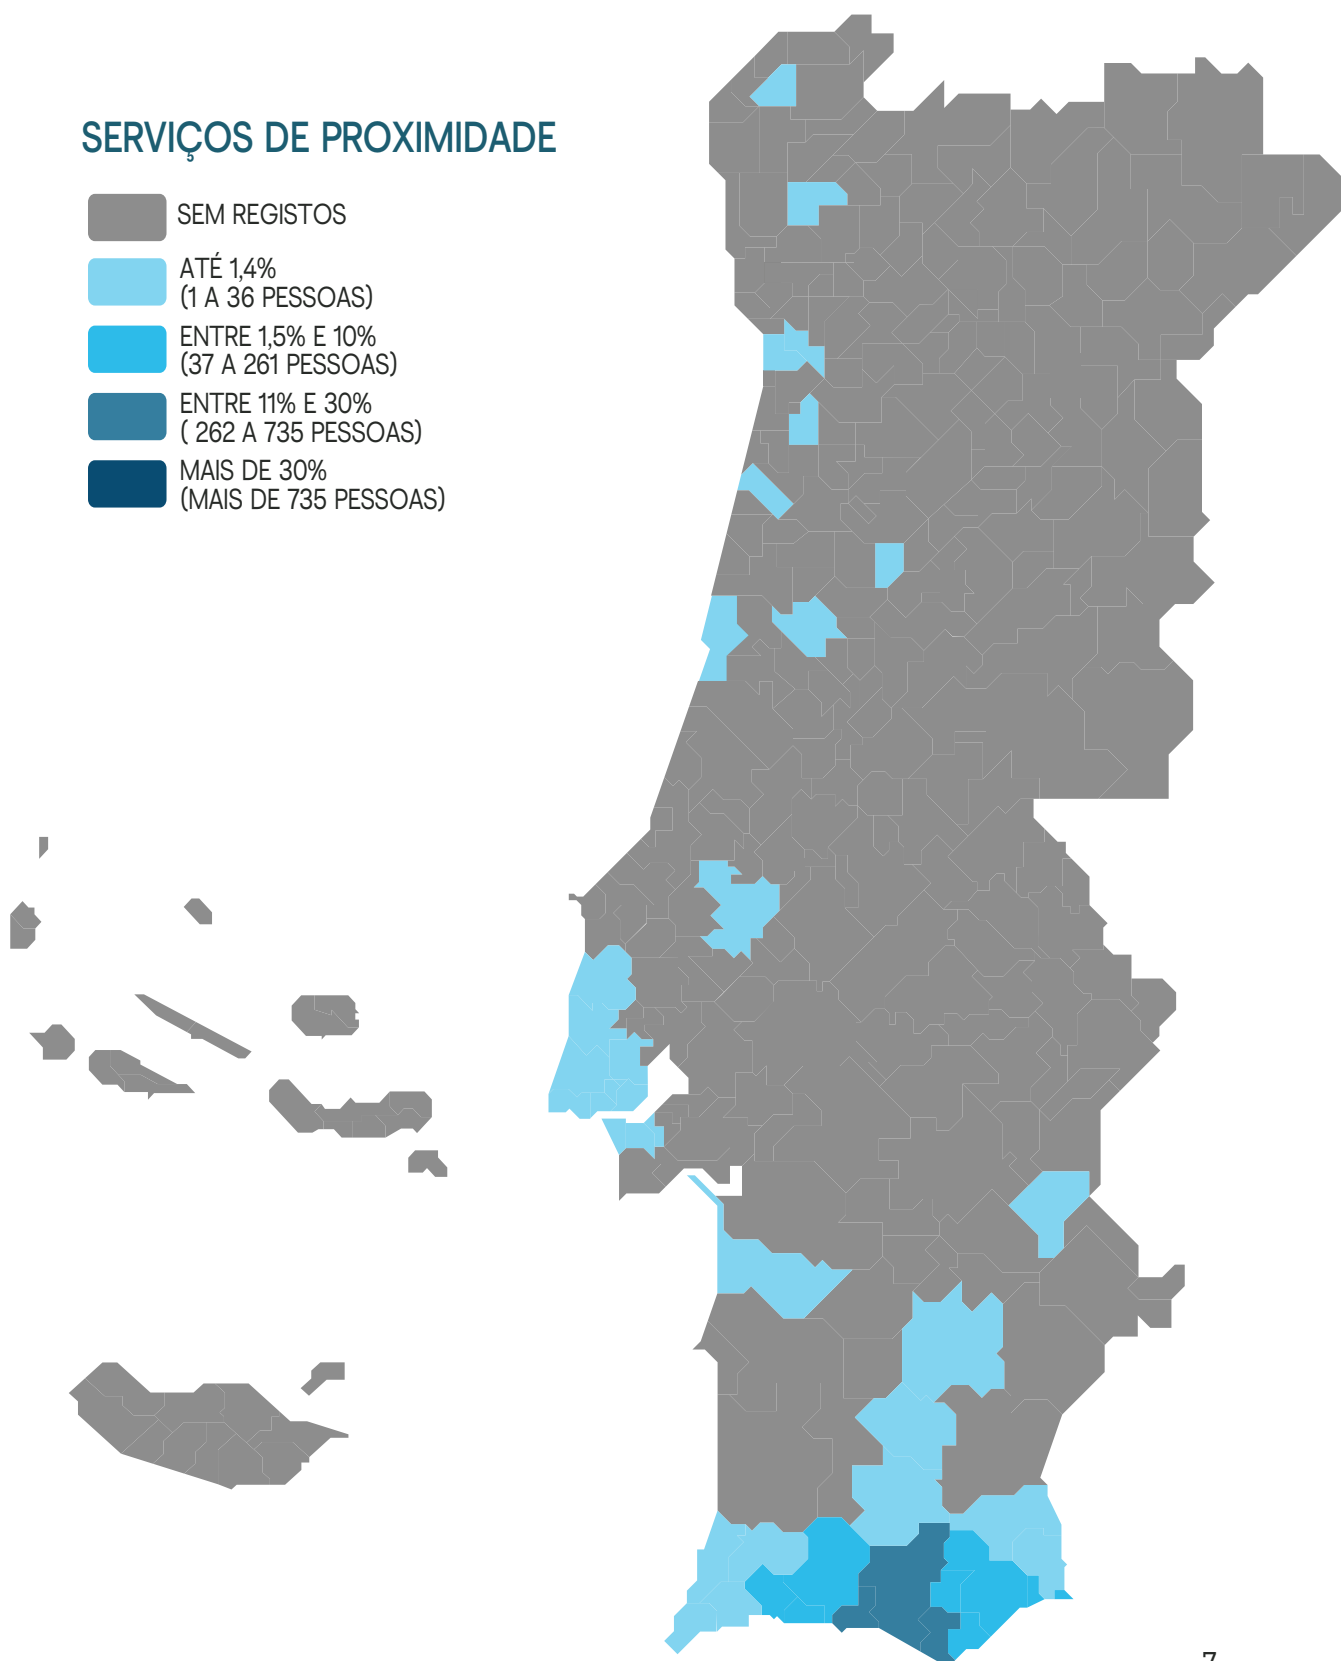 SERVIÇOS DE PROXIMIDADE
SEM REGISTOS
ATÉ 1,4%
(1 A 36 PESSOAS)
ENTRE 1,5% E 10%
(37 A 261 PESSOAS)
ENTRE 11% E 30%
( 262 A 735 PESSOAS)
MAIS DE 30%
(MAIS DE 735 PESSOAS)
7